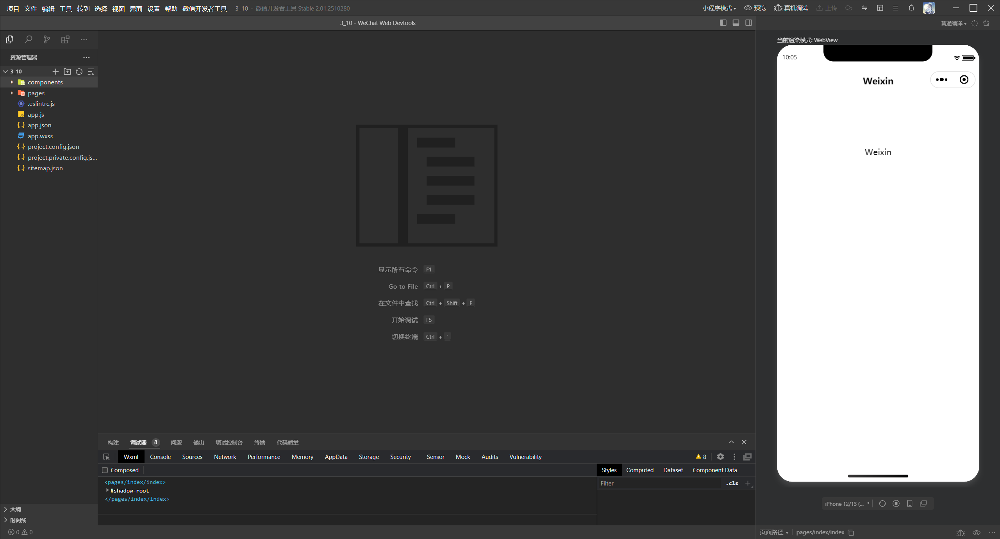 项目 文件 编辑 工具 转到 选择 视图 界面 设置 帮助 微信开发者工具 3_10 - 微信开发者工具 Stable 2.01.2510280
小程序模式 预览 真机调试 上传
3_10 - WeChat Web Devtools
普通编译
资源管理器
3_10
components
pages
.eslintrc.js
JS app.js
{..} app.json
app.wxss
{..} project.config.json
{..} project.private.config.js...
{..} sitemap.json
大纲
时间线
0 0
显示所有命令 F1
Go to File Ctrl + P
在文件中查找 Ctrl + Shift + F
开始调试 F5
切换终端 Ctrl + `
构建 调试器 8 问题 输出 调试控制台 终端 代码质量
Wxml Console Sources Network Performance Memory AppData Storage Security Sensor Mock Audits Vulnerability 8
Composed
<pages/index/index>
#shadow-root
</pages/index/index>
Styles Computed Dataset Component Data
Filter .cls +
当前渲染模式: WebView
10:05
Weixin
Weixin
iPhone 12/13 (...
页面路径 pages/index/index